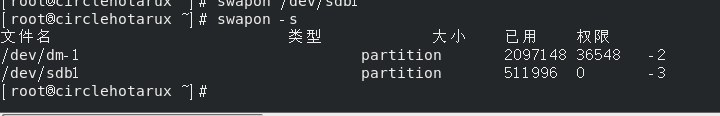 [root@circlehotarux ~]# swapon /dev/sdb1
[root@circlehotarux ~]# swapon -s
文件名 类型 大小 已用 权限
/dev/dm-1 partition 2097148 36548 -2
/dev/sdb1 partition 511996 0 -3
[root@circlehotarux ~]#